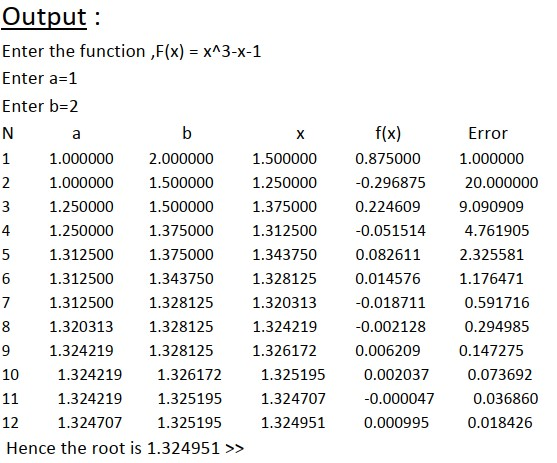 Output :
Enter the function ,F(x) = x^3-x-1
Enter a=1
Enter b=2
N a b x f(x) Error
1 1.000000 2.000000 1.500000 0.875000 1.000000
2 1.000000 1.500000 1.250000 -0.296875 20.000000
3 1.250000 1.500000 1.375000 0.224609 9.090909
4 1.250000 1.375000 1.312500 -0.051514 4.761905
5 1.312500 1.375000 1.343750 0.082611 2.325581
6 1.312500 1.343750 1.328125 0.014576 1.176471
7 1.312500 1.328125 1.320313 -0.018711 0.591716
8 1.320313 1.328125 1.324219 -0.002128 0.294985
9 1.324219 1.328125 1.326172 0.006209 0.147275
10 1.324219 1.326172 1.325195 0.002037 0.073692
11 1.324219 1.325195 1.324707 -0.000047 0.036860
12 1.324707 1.325195 1.324951 0.000995 0.018426
Hence the root is 1.324951 >>